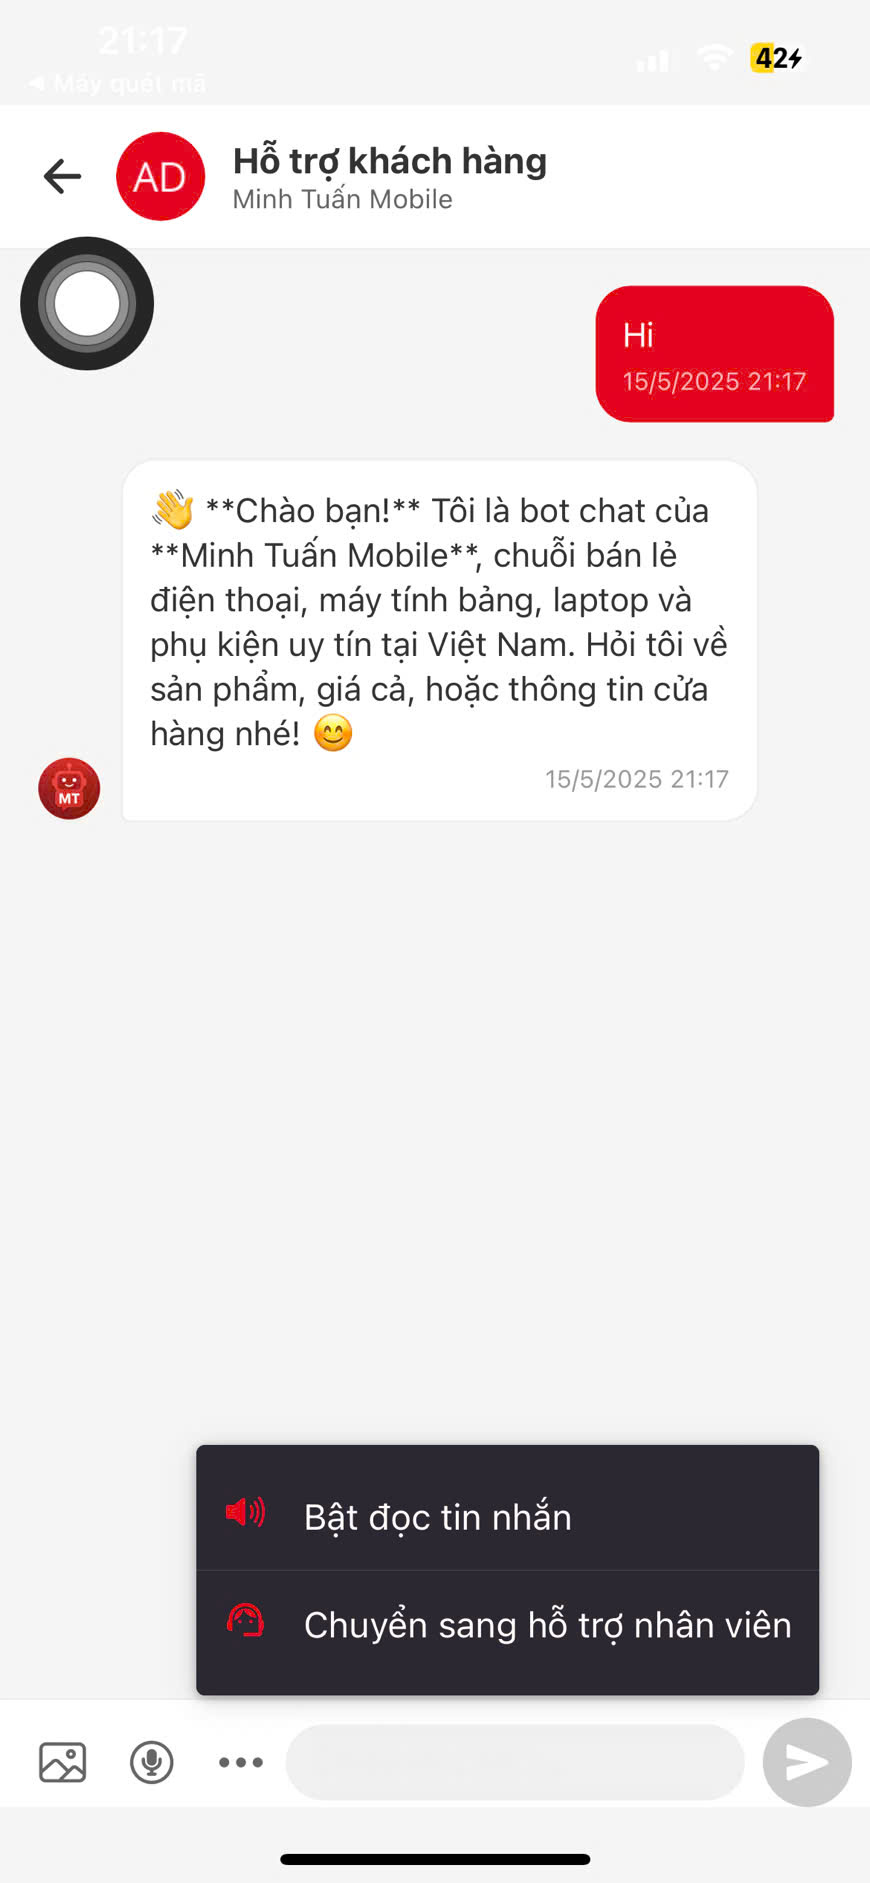 21:17
◀ Máy quét mã
42
AD
Hỗ trợ khách hàng
Minh Tuấn Mobile
Hi
15/5/2025 21:17
👋 **Chào bạn!** Tôi là bot chat của
**Minh Tuấn Mobile**, chuỗi bán lẻ
điện thoại, máy tính bảng, laptop và
phụ kiện uy tín tại Việt Nam. Hỏi tôi về
sản phẩm, giá cả, hoặc thông tin cửa
hàng nhé! 😊
15/5/2025 21:17
MT
Bật đọc tin nhắn
Chuyển sang hỗ trợ nhân viên